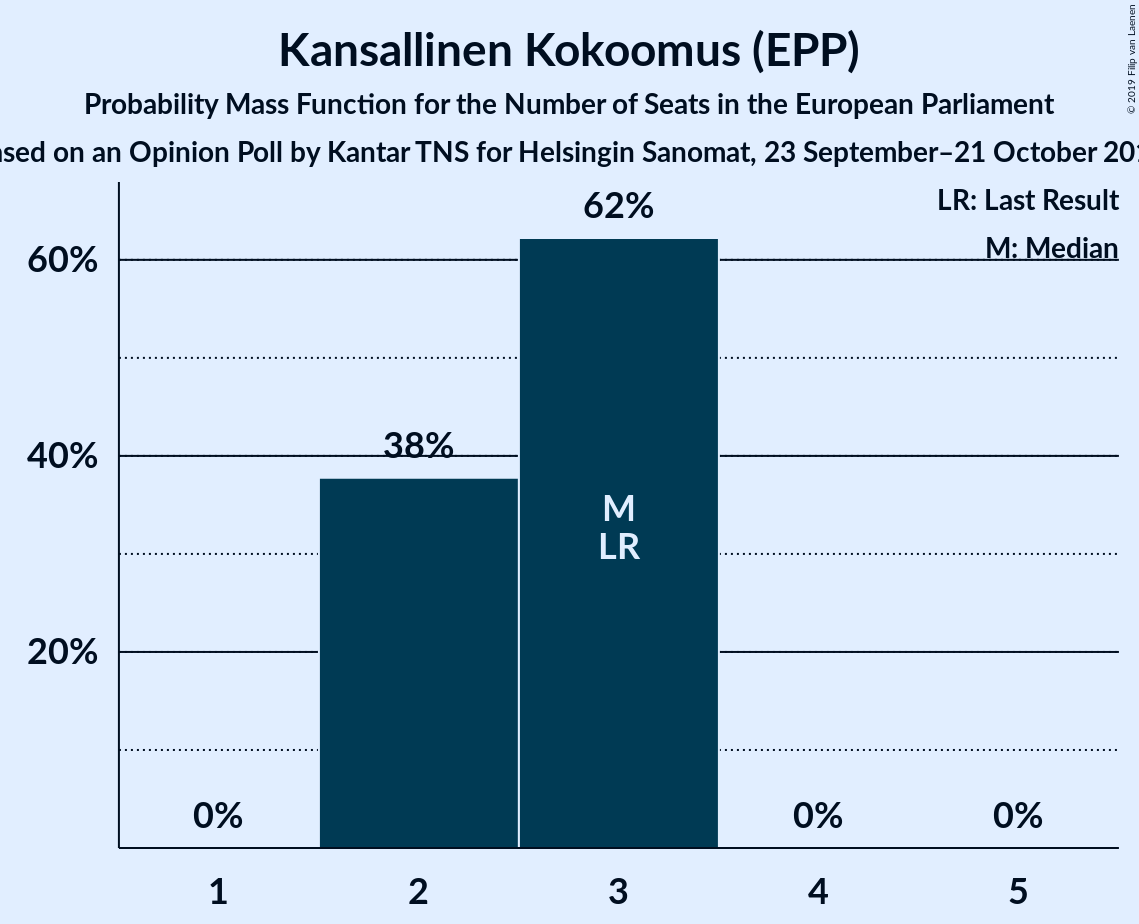 Kansallinen Kokoomus (EPP)
Probability Mass Function for the Number of Seats in the European Parliament
on an Opinion Poll by Kantar TNS for Helsingin Sanomat, 23 September–21 October
© 2019 Filip van Laenen
LR: Last Result
M: Median
62%
60%
38%
40%
M
LR
20%
0%
0%
0%
1
2
3
4
5